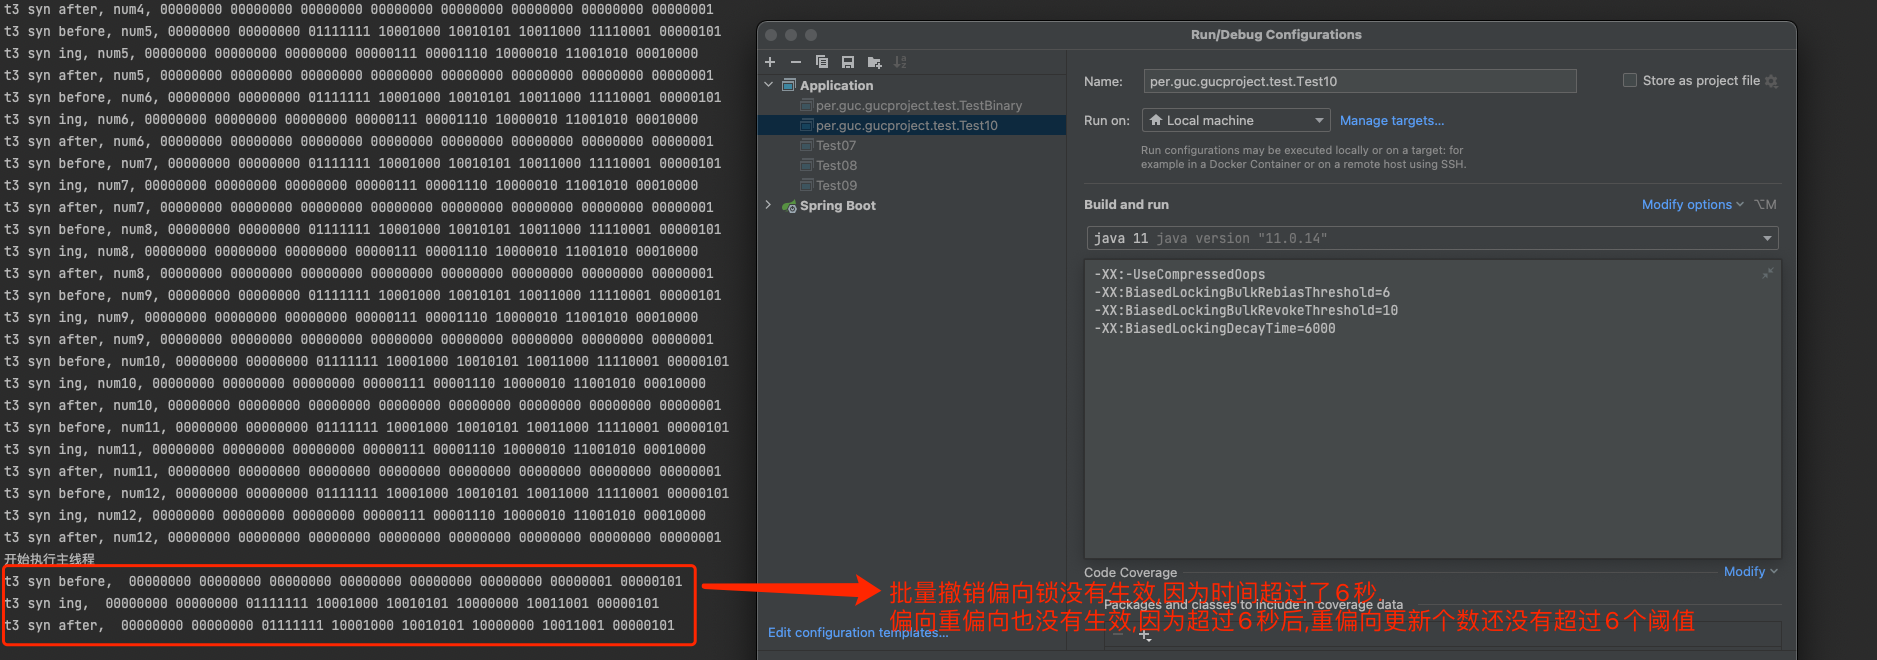 t3 syn after, num4, 00000000 00000000 00000000 00000000 00000000 00000000 00000000 00000001
t3 syn before, num5, 00000000 00000000 01111111 10001000 10010101 10011000 11110001 00000101
t3 syn ing, num5, 00000000 00000000 00000000 00000111 00001110 10000010 11001010 00010000
t3 syn after, num5, 00000000 00000000 00000000 00000000 00000000 00000000 00000000 00000001
t3 syn before, num6, 00000000 00000000 01111111 10001000 10010101 10011000 11110001 00000101
t3 syn ing, num6, 00000000 00000000 00000000 00000111 00001110 10000010 11001010 00010000
t3 syn after, num6, 00000000 00000000 00000000 00000000 00000000 00000000 00000000 00000001
t3 syn before, num7, 00000000 00000000 01111111 10001000 10010101 10011000 11110001 00000101
t3 syn ing, num7, 00000000 00000000 00000000 00000111 00001110 10000010 11001010 00010000
t3 syn after, num7, 00000000 00000000 00000000 00000000 00000000 00000000 00000000 00000001
t3 syn before, num8, 00000000 00000000 01111111 10001000 10010101 10011000 11110001 00000101
t3 syn ing, num8, 00000000 00000000 00000000 00000111 00001110 10000010 11001010 00010000
t3 syn after, num8, 00000000 00000000 00000000 00000000 00000000 00000000 00000000 00000001
t3 syn before, num9, 00000000 00000000 01111111 10001000 10010101 10011000 11110001 00000101
t3 syn ing, num9, 00000000 00000000 00000000 00000111 00001110 10000010 11001010 00010000
t3 syn after, num9, 00000000 00000000 00000000 00000000 00000000 00000000 00000000 00000001
t3 syn before, num10, 00000000 00000000 01111111 10001000 10010101 10011000 11110001 00000101
t3 syn ing, num10, 00000000 00000000 00000000 00000111 00001110 10000010 11001010 00010000
t3 syn after, num10, 00000000 00000000 00000000 00000000 00000000 00000000 00000000 00000001
t3 syn before, num11, 00000000 00000000 01111111 10001000 10010101 10011000 11110001 00000101
t3 syn ing, num11, 00000000 00000000 00000000 00000111 00001110 10000010 11001010 00010000
t3 syn after, num11, 00000000 00000000 00000000 00000000 00000000 00000000 00000000 00000001
t3 syn before, num12, 00000000 00000000 01111111 10001000 10010101 10011000 11110001 00000101
t3 syn ing, num12, 00000000 00000000 00000000 00000111 00001110 10000010 11001010 00010000
t3 syn after, num12, 00000000 00000000 00000000 00000000 00000000 00000000 00000000 00000001
开始执行主线程
t3 syn before,  00000000 00000000 00000000 00000000 00000000 00000000 00000001 00000101
t3 syn ing,  00000000 00000000 01111111 10001000 10010101 10000000 10011001 00000101
t3 syn after,  00000000 00000000 01111111 10001000 10010101 10000000 10011001 00000101
Run/Debug Configurations
Application
per.guc.gucproject.test.TestBinary
per.guc.gucproject.test.Test10
Test07
Test08
Test09
Spring Boot
Edit configuration templates...
Name: per.guc.gucproject.test.Test10
Store as project file
Run on: Local machine Manage targets...
Run configurations may be executed locally or on a target: for
example in a Docker Container or on a remote host using SSH.
Build and run Modify options ⌥M
java 11 java version "11.0.14"
-XX:-UseCompressedOops
-XX:BiasedLockingBulkRebiasThreshold=6
-XX:BiasedLockingBulkRevokeThreshold=10
-XX:BiasedLockingDecayTime=6000
Code Coverage Modify
批量撤销偏向锁没有生效,因为时间超过了6秒,
Packages and classes to include in coverage data
偏向重偏向也没有生效,因为超过6秒后,重偏向更新个数还没有超过6个阈值